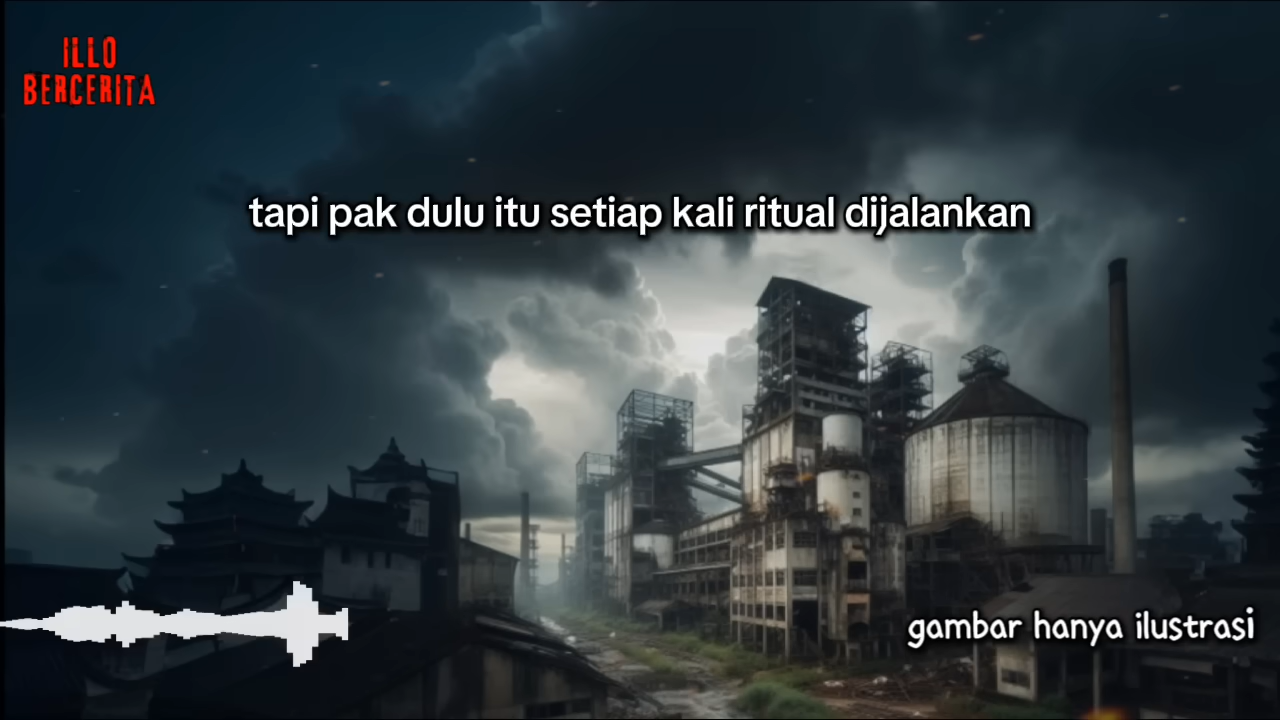 ILLO
BERCERITA
tapi pak dulu itu setiap kali ritual dijalankan
gambar hanya ilustrasi